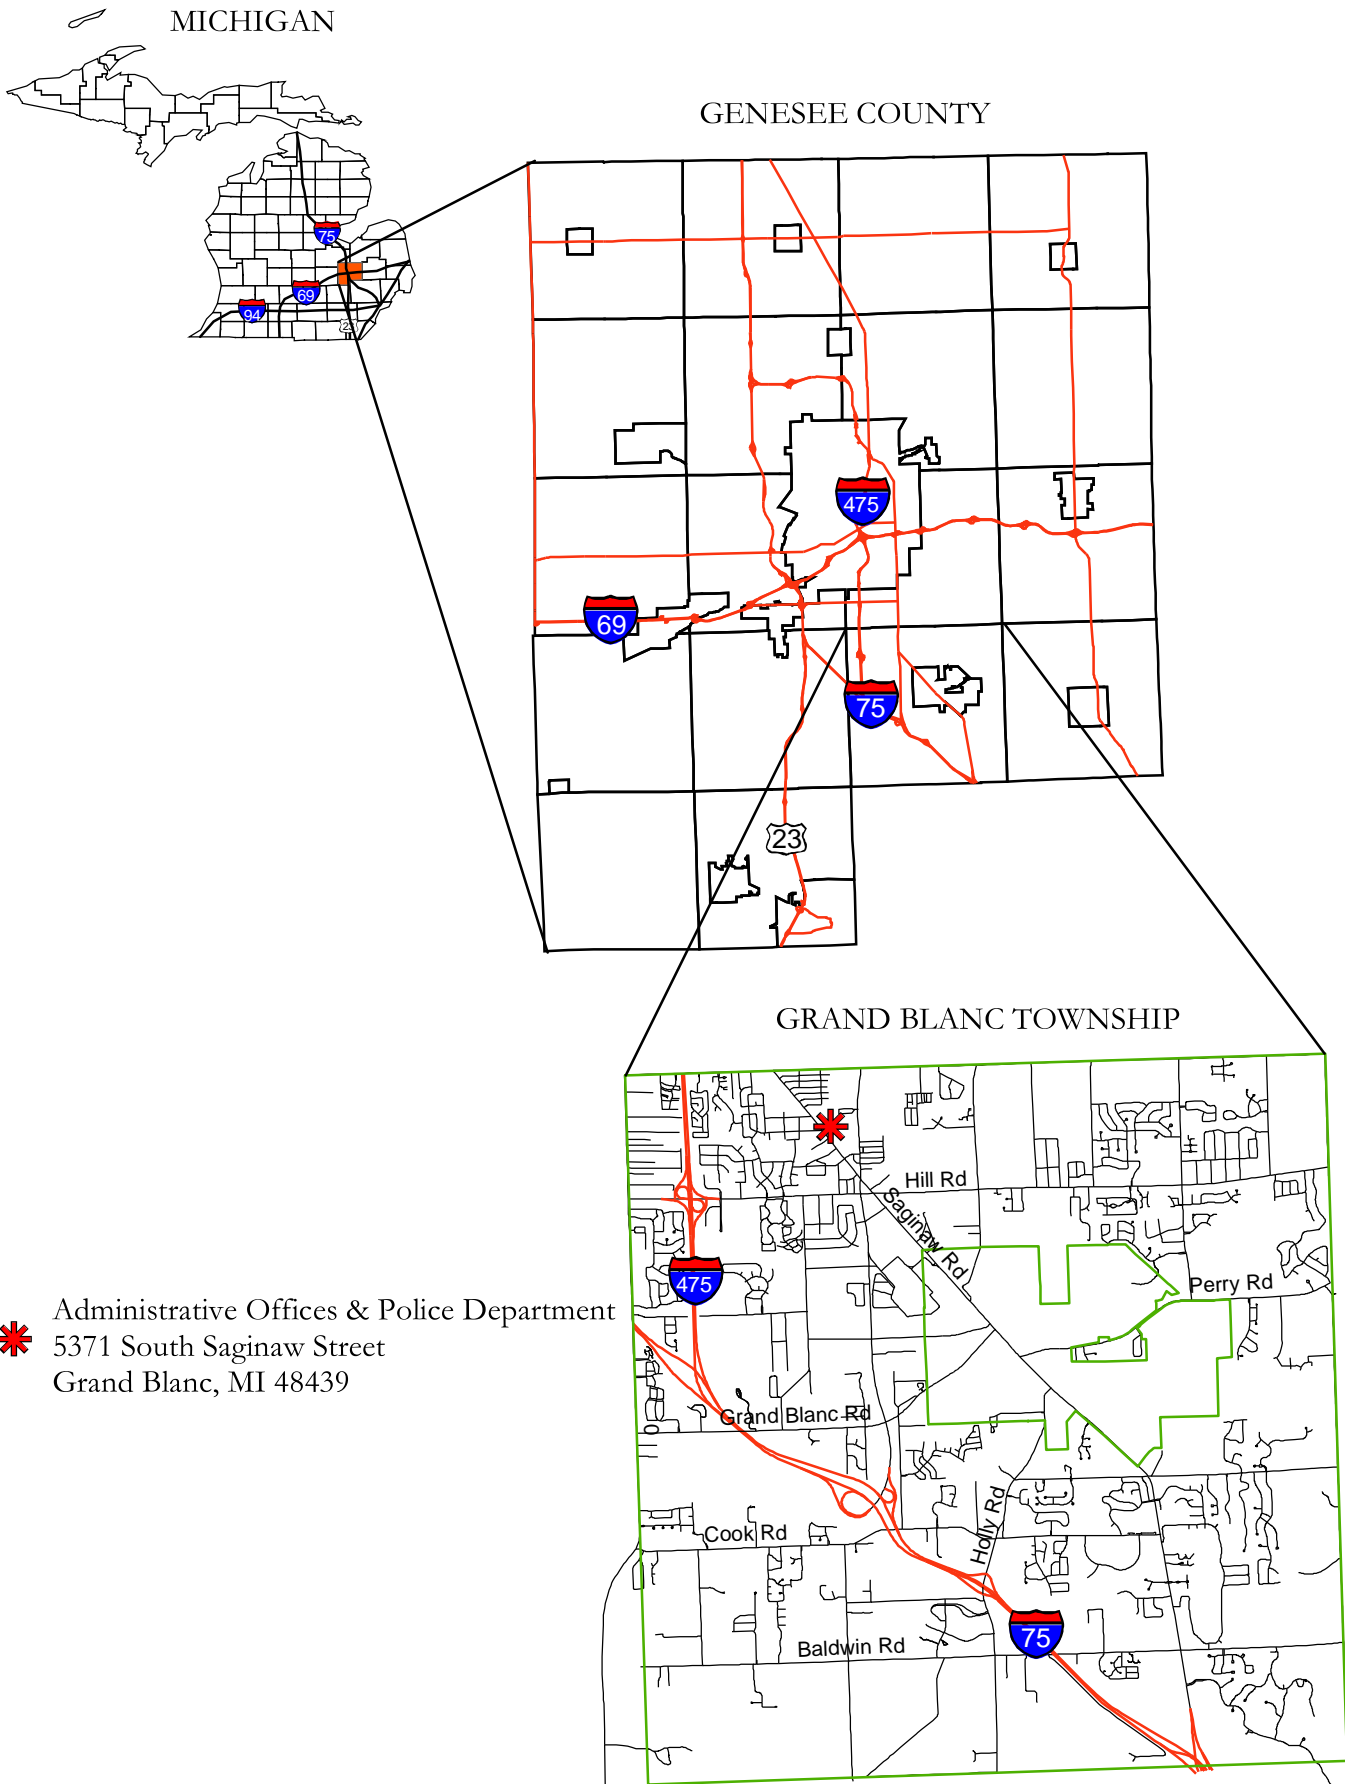 MICHIGAN
GENESEE COUNTY
75
69
94
23
475
69
75
23
GRAND BLANC TOWNSHIP
Hill Rd
Saginaw Rd
475
Perry Rd
Administrative Offices & Police Department
5371 South Saginaw Street
Grand Blanc, MI 48439
Grand Blanc Rd
Holly Rd
Cook Rd
75
Baldwin Rd